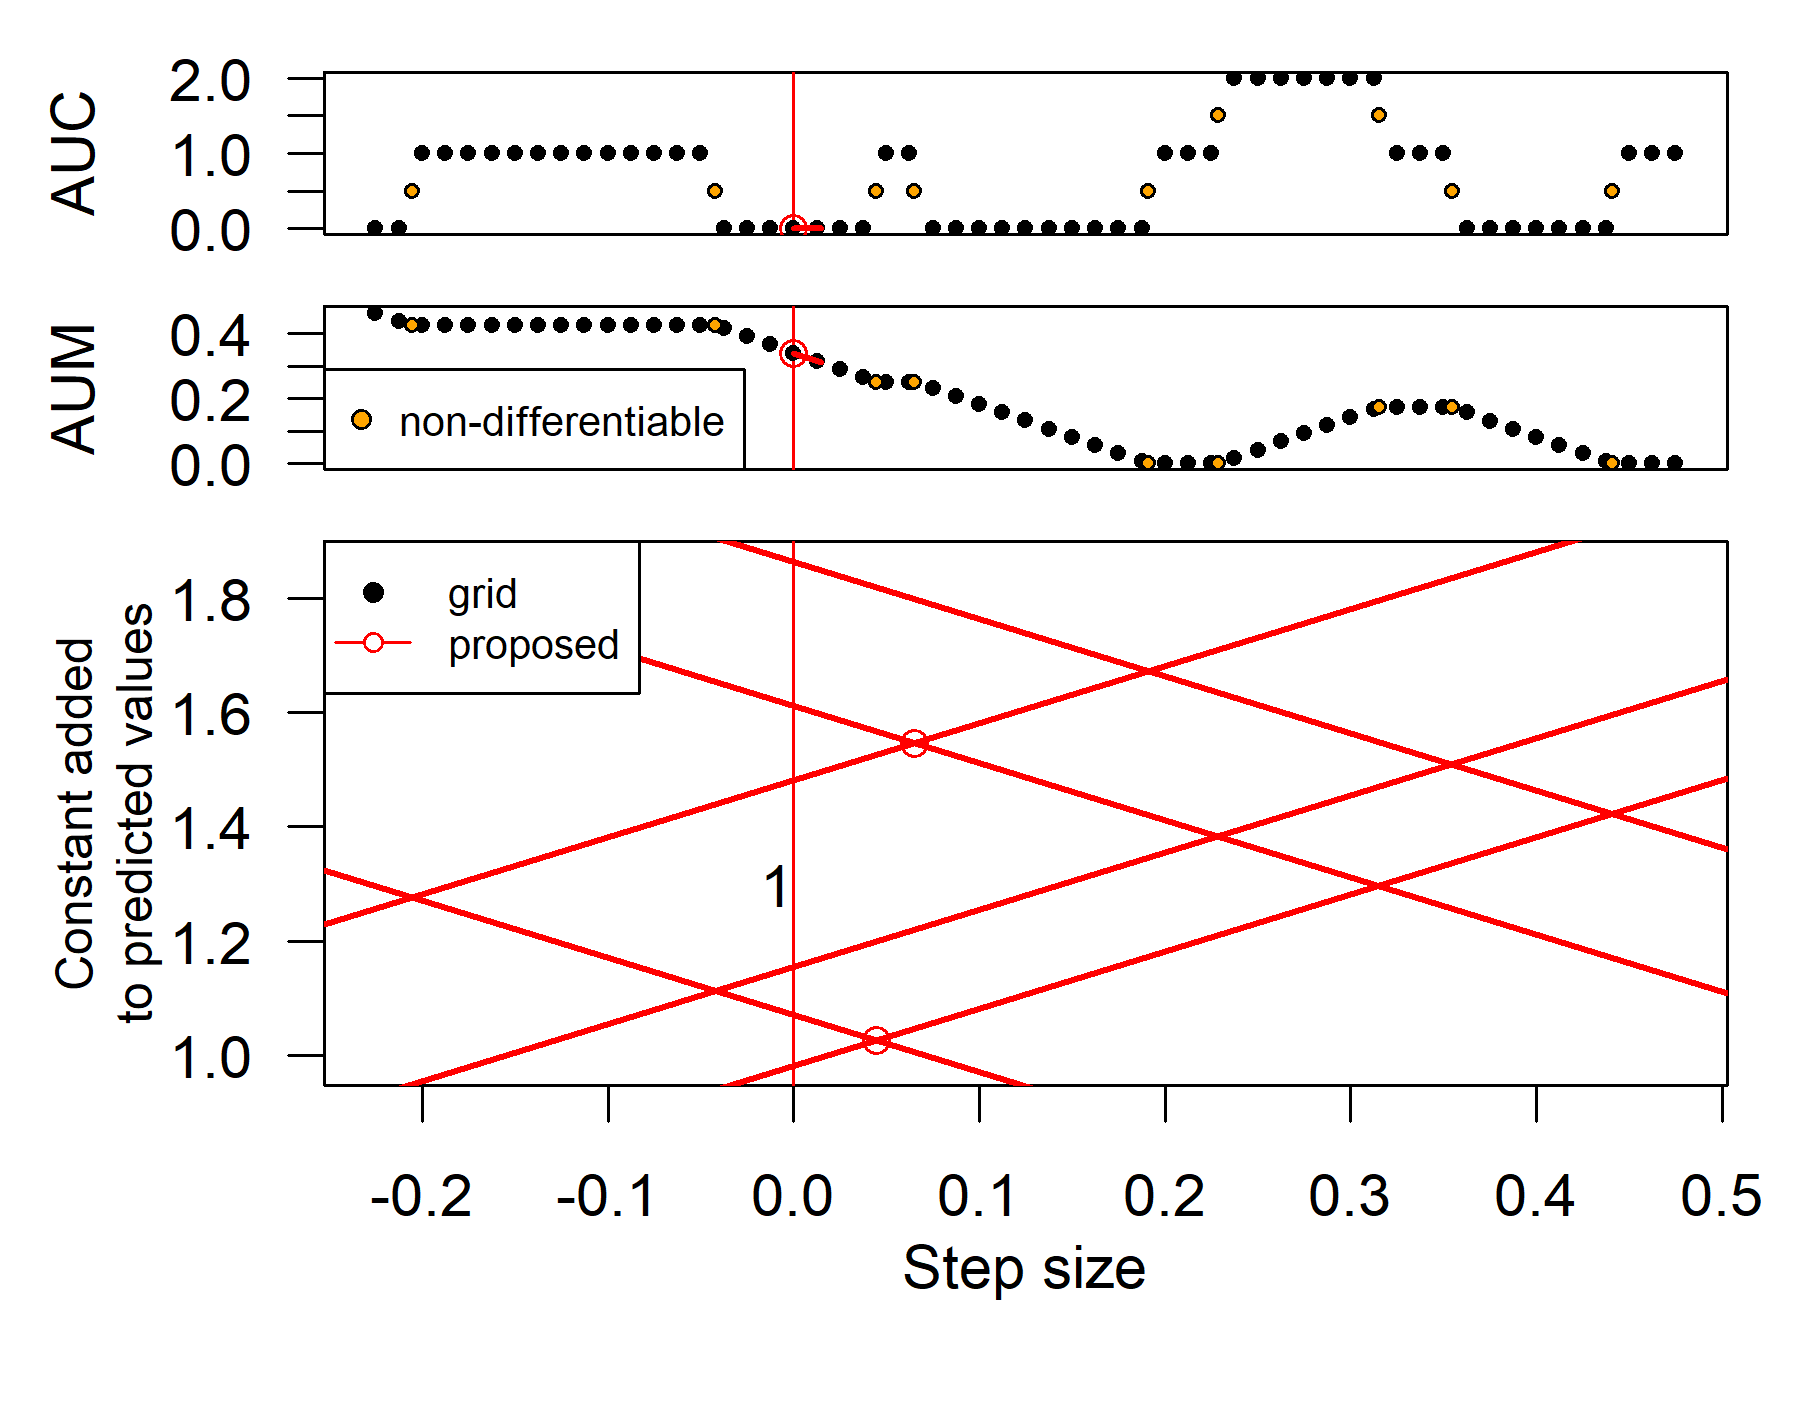 AUC
2.0
1.0
0.0
AUM
0.4
0.2
0.0
non-differentiable
Constant added
to predicted values
1.8
1.6
1.4
1.2
1.0
grid
proposed
1
-0.2 -0.1 0.0 0.1 0.2 0.3 0.4 0.5
Step size